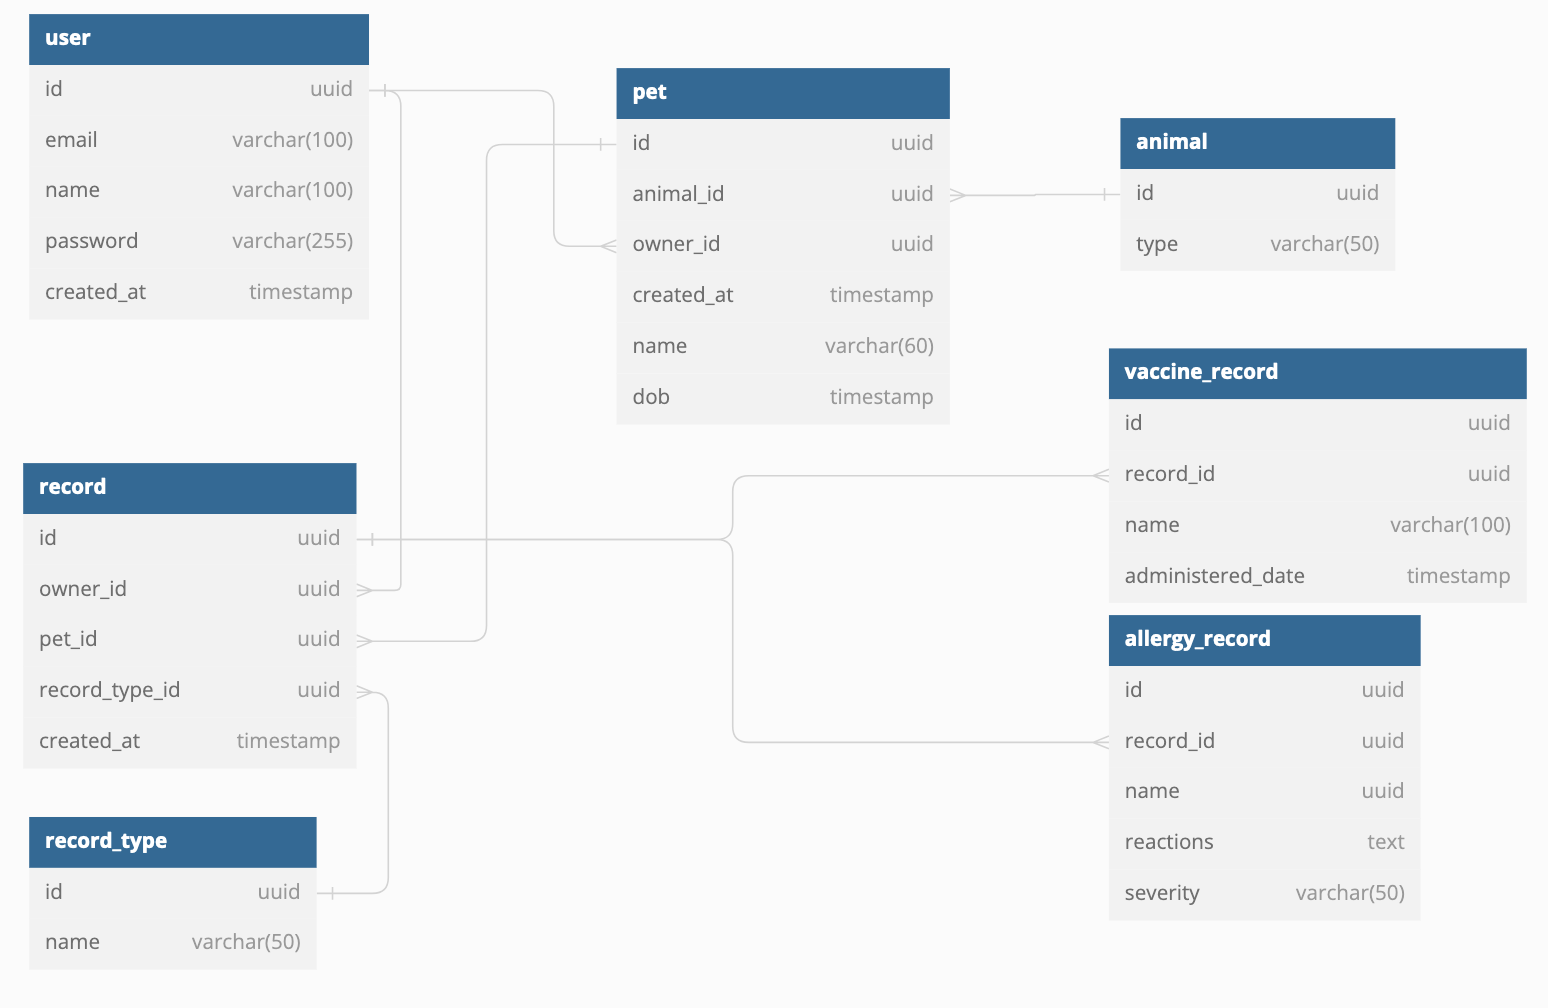 user
id uuid
email varchar(100)
name varchar(100)
password varchar(255)
created_at timestamp
pet
id uuid
animal_id uuid
owner_id uuid
created_at timestamp
name varchar(60)
dob timestamp
animal
id uuid
type varchar(50)
vaccine_record
id uuid
record_id uuid
name varchar(100)
administered_date timestamp
record
id uuid
owner_id uuid
pet_id uuid
record_type_id uuid
created_at timestamp
allergy_record
id uuid
record_id uuid
name uuid
reactions text
severity varchar(50)
record_type
id uuid
name varchar(50)